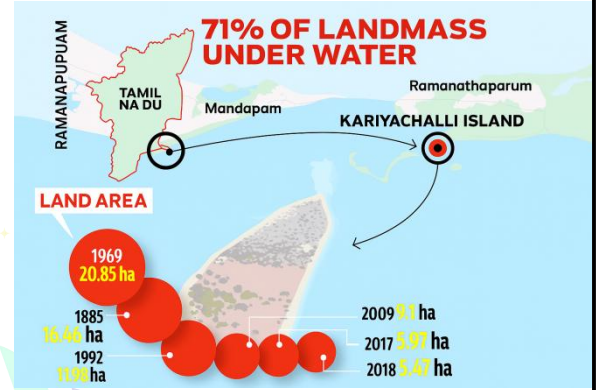 71% OF LANDMASS
UNDER WATER
RAMANAPUPUAM
TAMIL
NA DU
Mandapam
Ramanathaparum
KARIYACHALLI ISLAND
LAND AREA
1969
20.85 ha
1885
16.46 ha
1992
11.98 ha
2009 9.1 ha
2017 5.97 ha
2018 5.47 ha